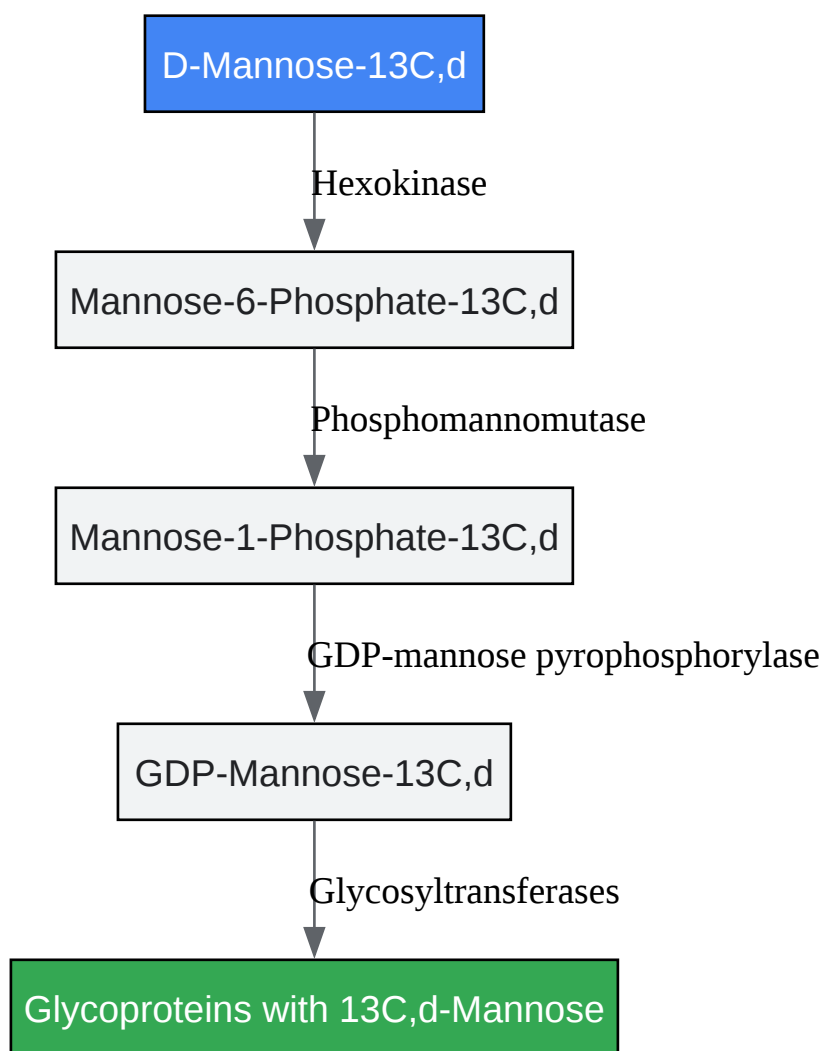 D-Mannose-13C,d
Hexokinase
Mannose-6-Phosphate-13C,d
Phosphomannomutase
Mannose-1-Phosphate-13C,d
GDP-mannose pyrophosphorylase
GDP-Mannose-13C,d
Glycosyltransferases
Glycoproteins with 13C,d-Mannose